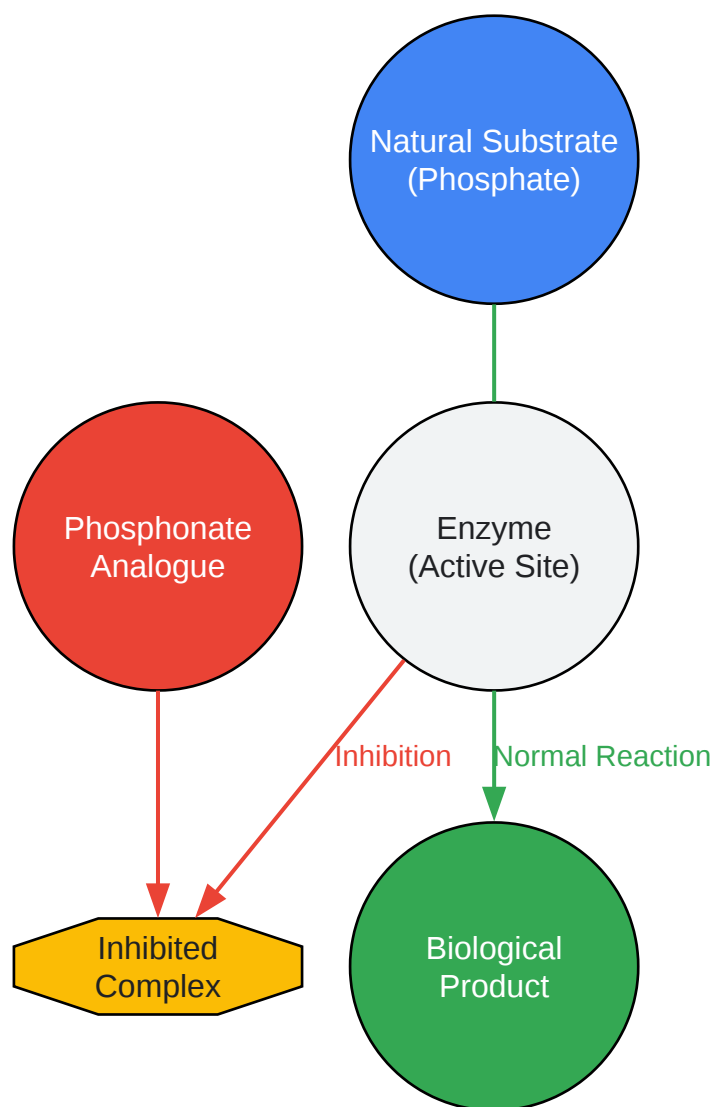 Natural Substrate
(Phosphate)
Phosphonate
Analogue
Enzyme
(Active Site)
Inhibition
Normal Reaction
Inhibited
Complex
Biological
Product